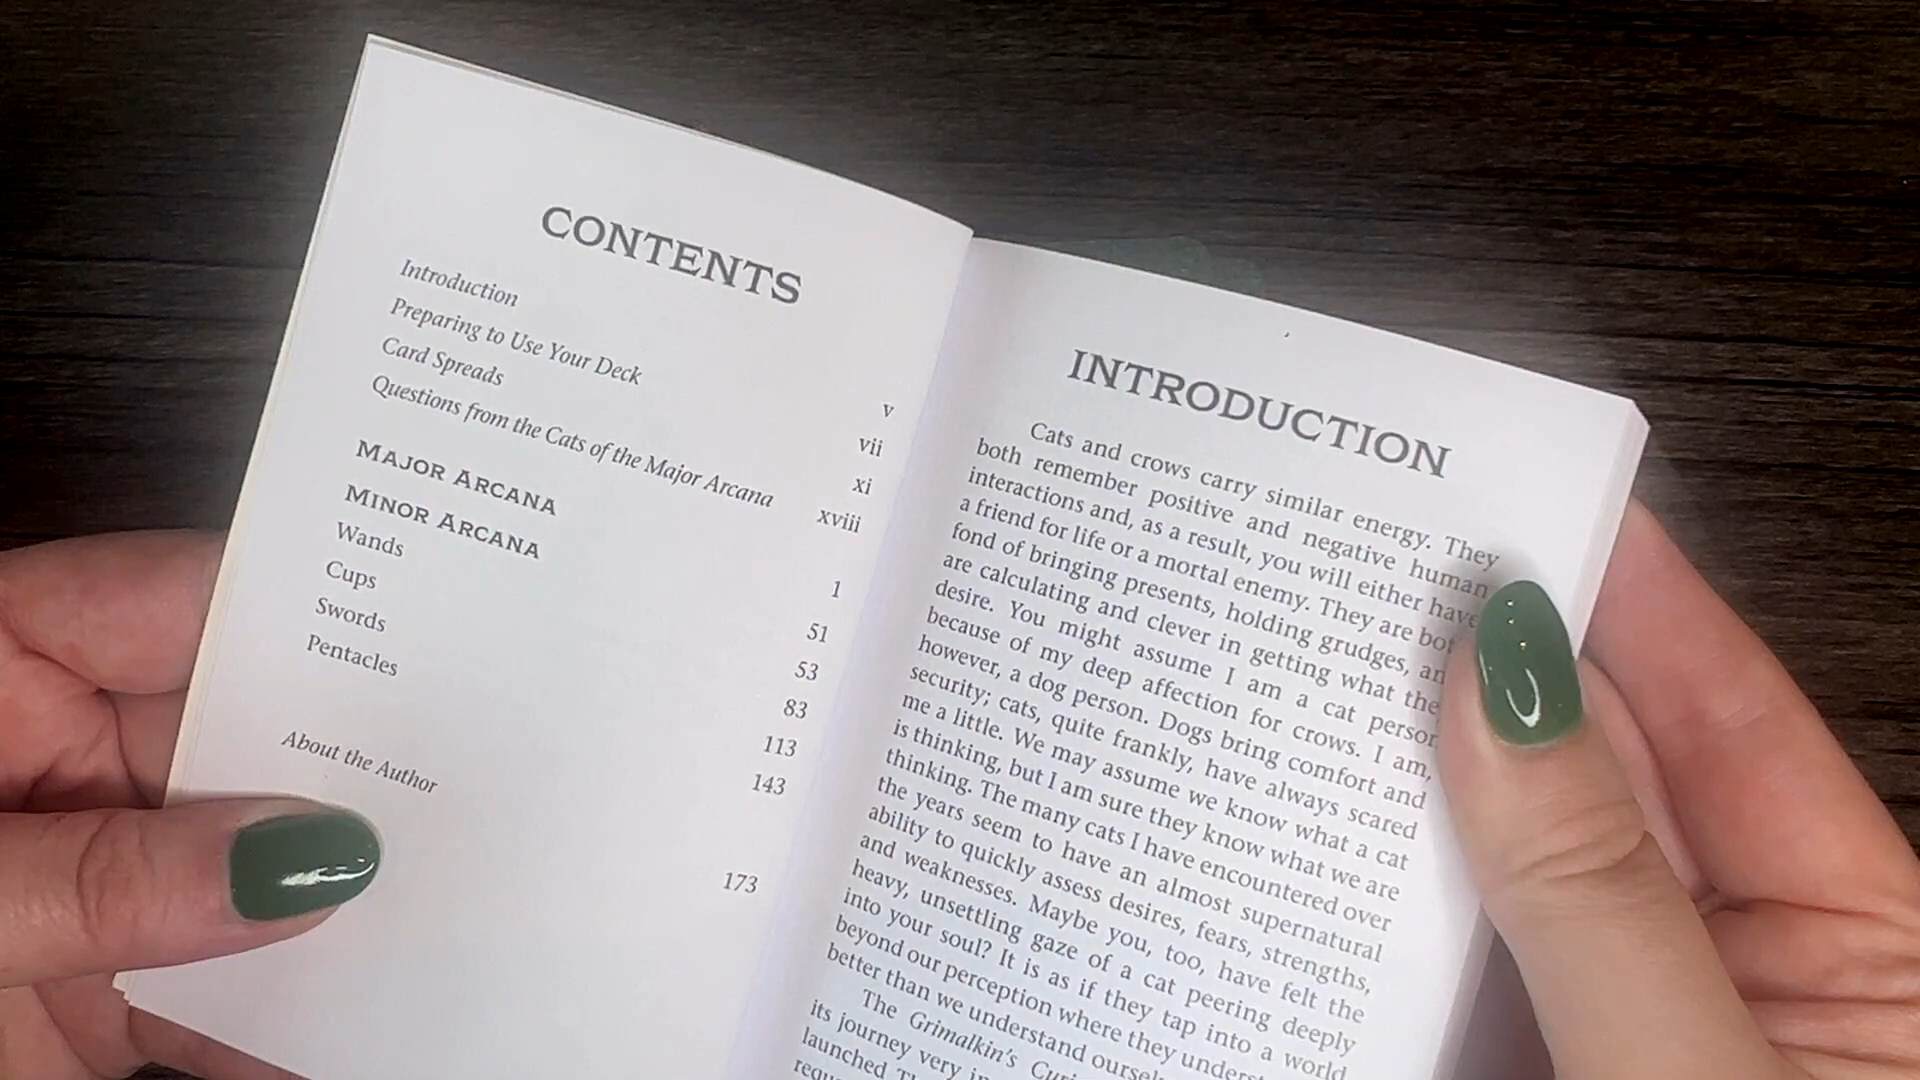 CONTENTS
Introduction v
Preparing to Use Your Deck vii
Card Spreads xi
Questions from the Cats of the Major Arcana xviii
MAJOR ARCANA 1
MINOR ARCANA 51
Wands 53
Cups 83
Swords 113
Pentacles 143
About the Author 173
INTRODUCTION
Cats and crows carry similar energy. They
both remember positive and negative human
interactions and, as a result, you will either have
a friend for life or a mortal enemy. They are
fond of bringing presents, holding grudges,
are calculating and clever in getting what
desire. You might assume I am a cat person
because of my deep affection for crows. I am,
however, a dog person. Dogs bring comfort and
security; cats, quite frankly, have always scared
me a little. We may assume we know what a cat
is thinking, but I am sure they know what we are
thinking. The many cats I have encountered over
the years seem to have an almost supernatural
ability to quickly assess desires, fears, strengths,
and weaknesses. Maybe you, too, have felt the
heavy, unsettling gaze of a cat peering deeply
into your soul? It is as if they tap into a world
beyond our perception where they
better than we understand
The Grimalkin's
its journey very
launched